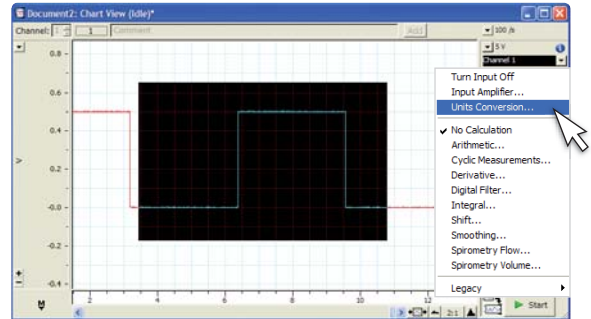 Document2: Chart View (Idle)*
Channel: 1 1 Comment Add 100 /s
5 V
Channel 1
0.8
0.6
0.4
0.2
-0.0
-0.2
-0.4
V
Turn Input Off
Input Amplifier...
Units Conversion...
No Calculation
Arithmetic...
Cyclic Measurements...
Derivative...
Digital Filter...
Integral...
Shift...
Smoothing...
Spirometry Flow...
Spirometry Volume...
Legacy
2 4 6 8 10 12
M 2:1 Start